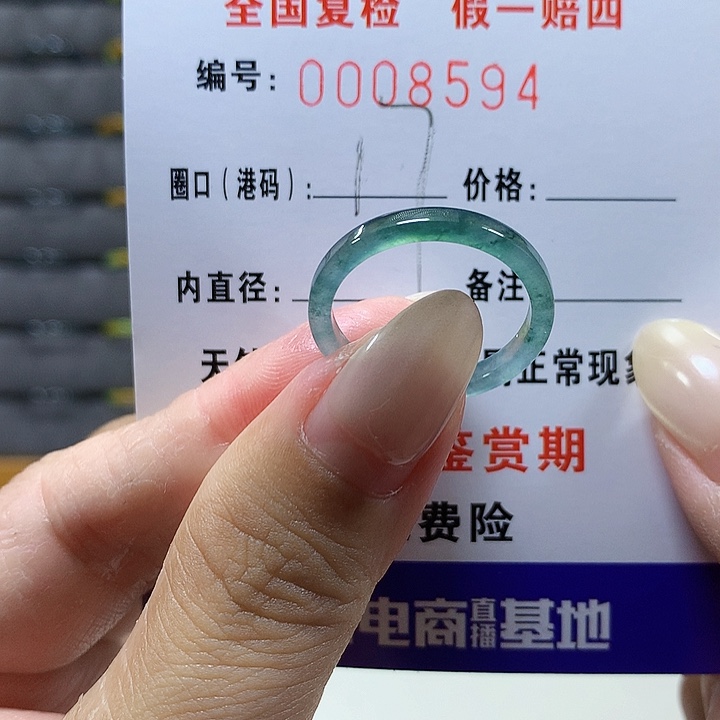 全国复检 假一赔四
编号: 0008594
圈口(港码): 17 价格:
内直径: 备注
天 正常现象
鉴赏期
费险
电商直播基地